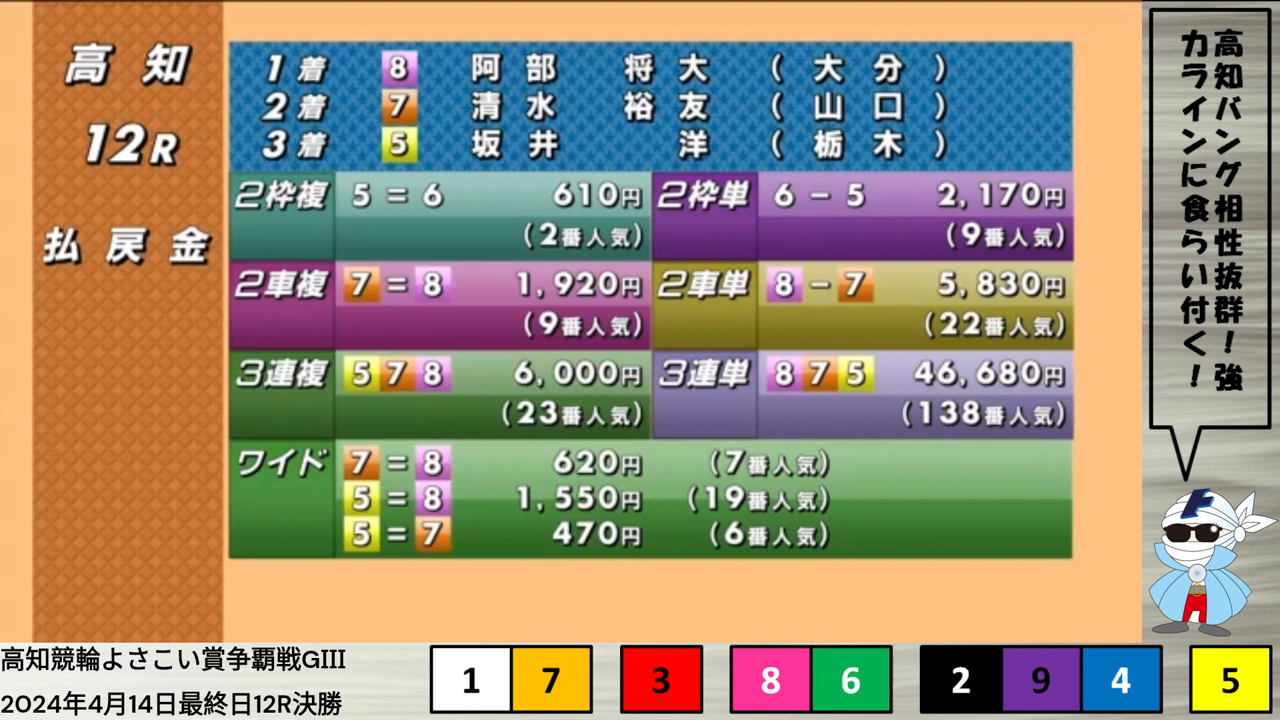 高知
12R
払戻金
1着 8 阿部 将大 (大分)
2着 7 清水 裕友 (山口)
3着 5 坂井 洋 (栃木)
2枠複 5=6 610円 2枠単 6-5 2,170円
(2番人気) (9番人気)
2車複 7=8 1,920円 2車単 8-7 5,830円
(9番人気) (22番人気)
3連複 5 7 8 6,000円 3連単 8 7 5 46,680円
(23番人気) (138番人気)
ワイド 7=8 620円 (7番人気)
5=8 1,550円 (19番人気)
5=7 470円 (6番人気)
高知バンク相性抜群!強
力ラインに食らい付く!
F
高知競輪よさこい賞争覇戦GIII
2024年4月14日最終日12R決勝
1 7 3 8 6 2 9 4 5